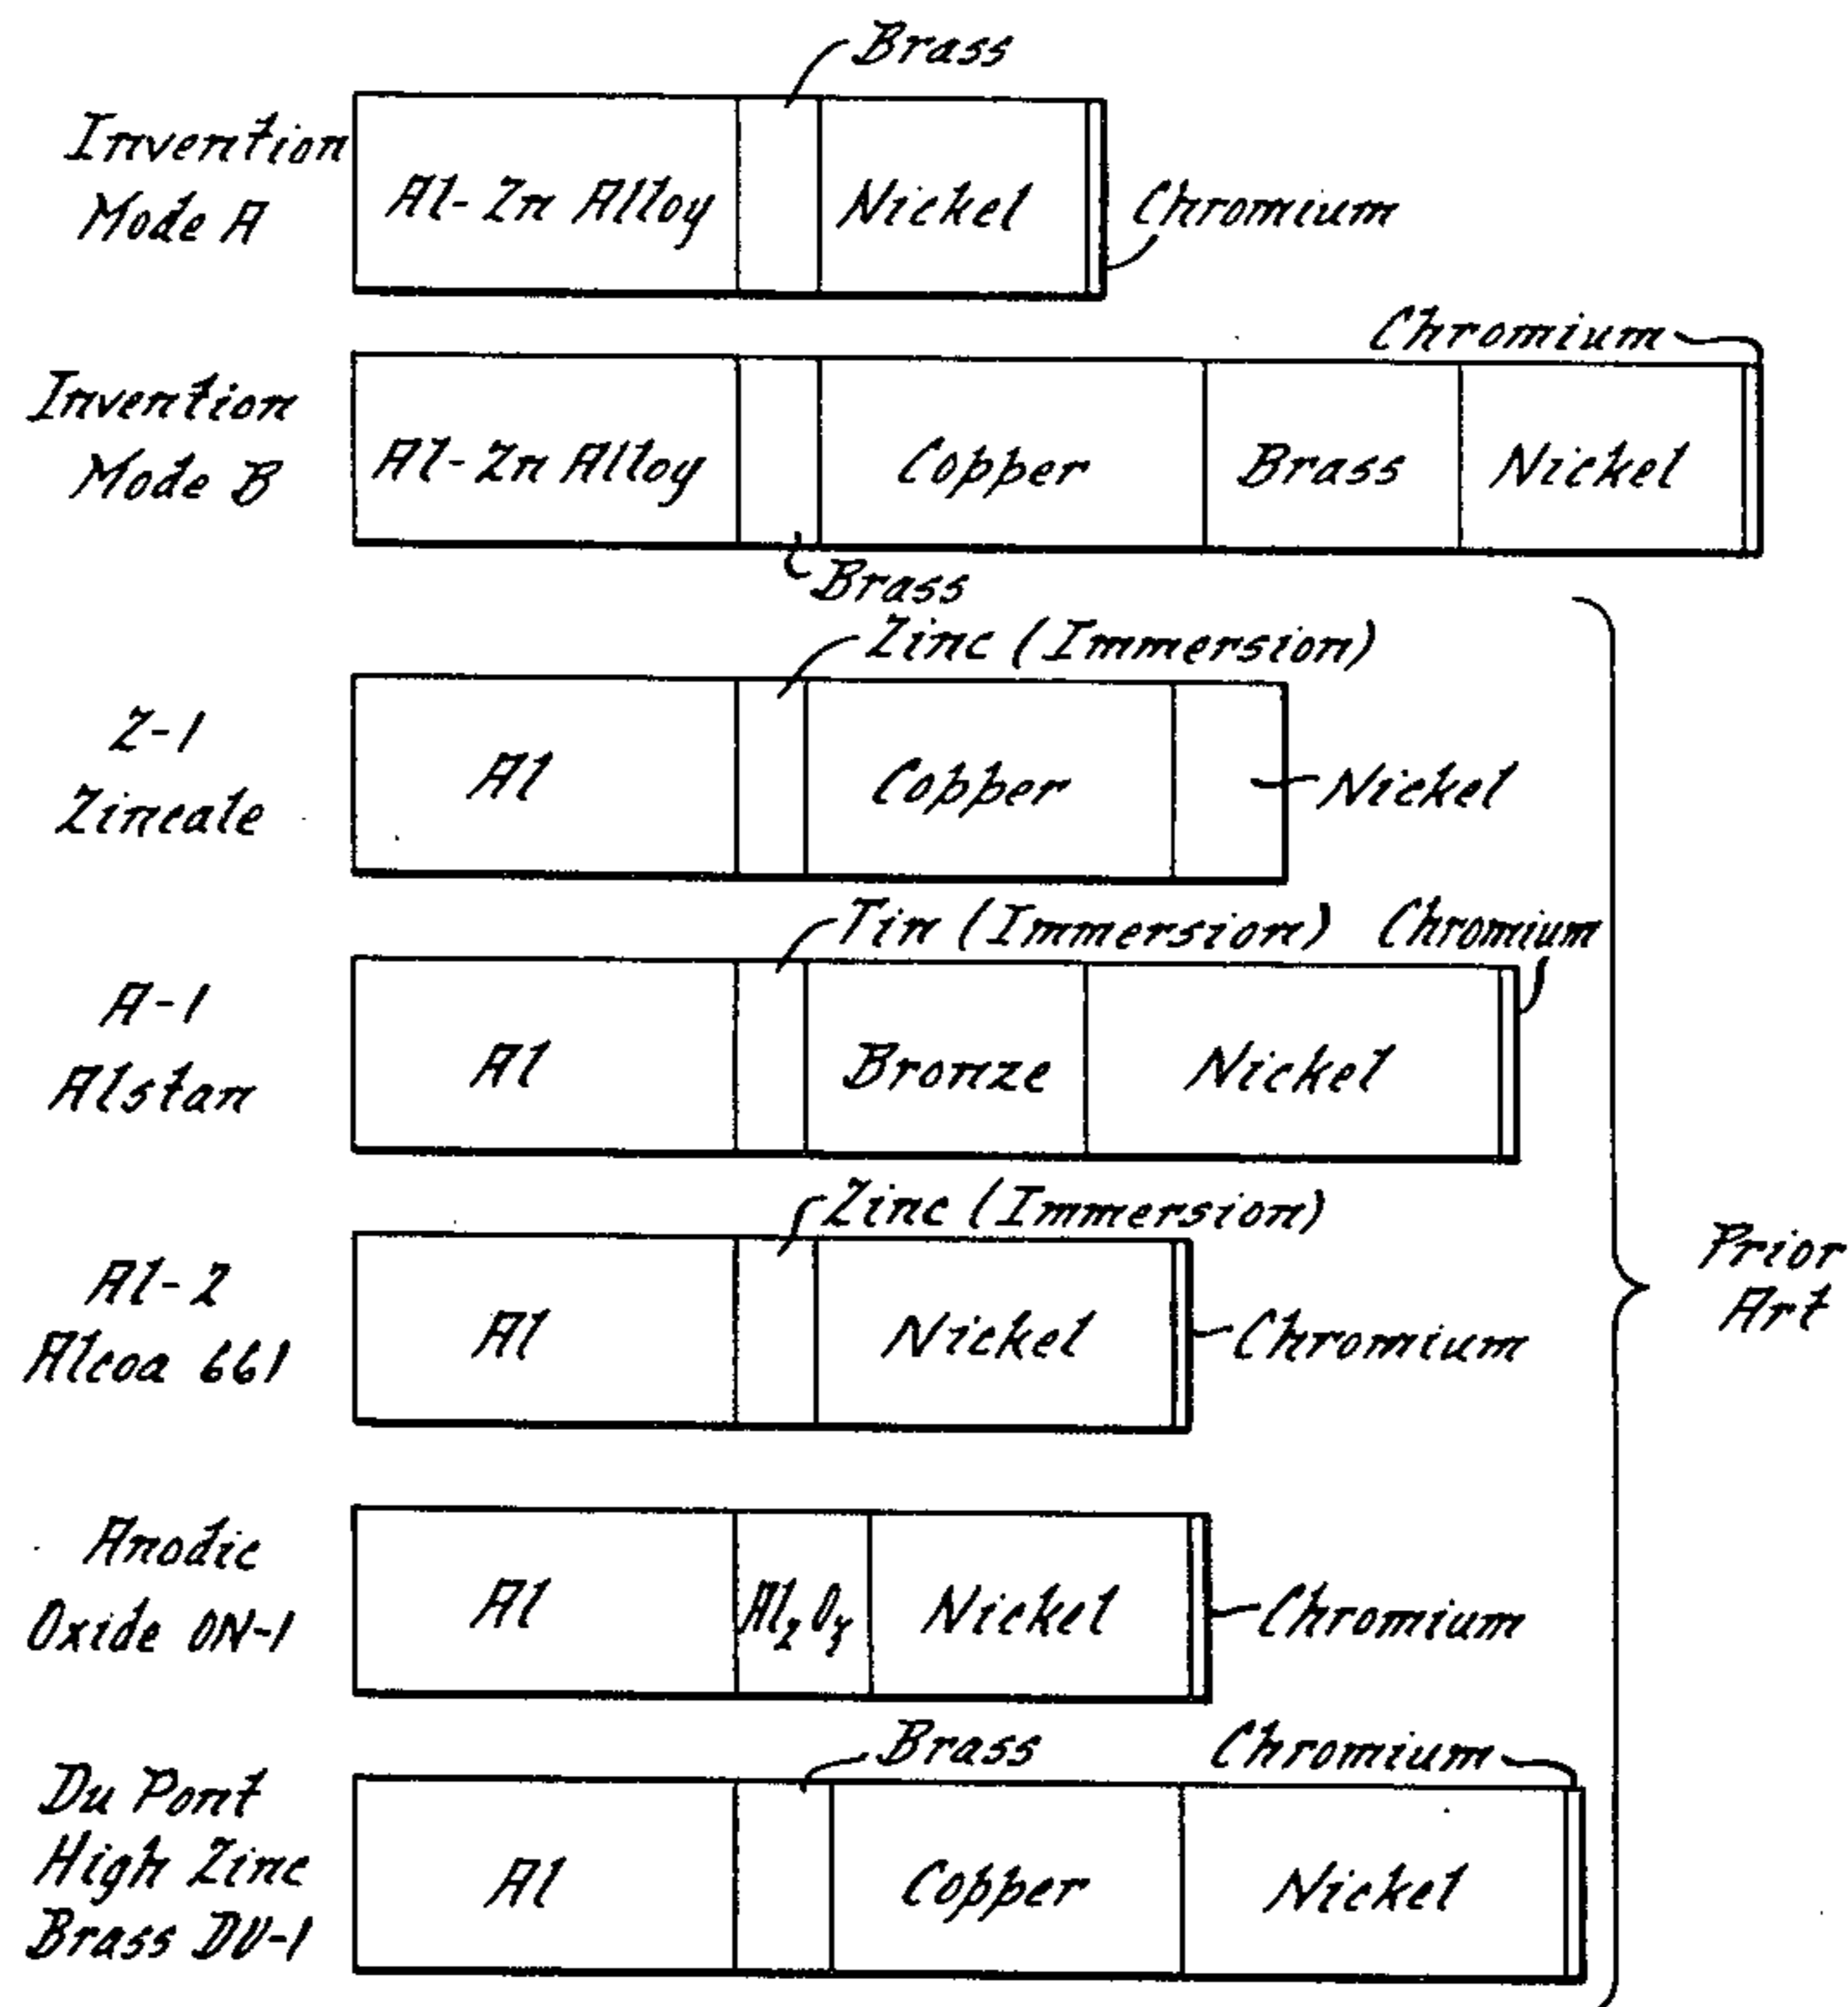 Brass
Invention
Mode A
Al-Zn Alloy
Nickel
Chromium
Chromium
Invention
Mode B
Al-Zn Alloy
Copper
Brass
Nickel
Brass
Zinc (Immersion)
Z-1
Zincate
Al
Copper
Nickel
Tin (Immersion)
Chromium
A-1
Alstan
Al
Bronze
Nickel
Zinc (Immersion)
Al-2
Alcoa 661
Al
Nickel
Chromium
Prior
Art
Anodic
Oxide ON-1
Al
Al₂O₃
Nickel
Chromium
Brass
Chromium
Du Pont
High Zinc
Brass DU-1
Al
Copper
Nickel